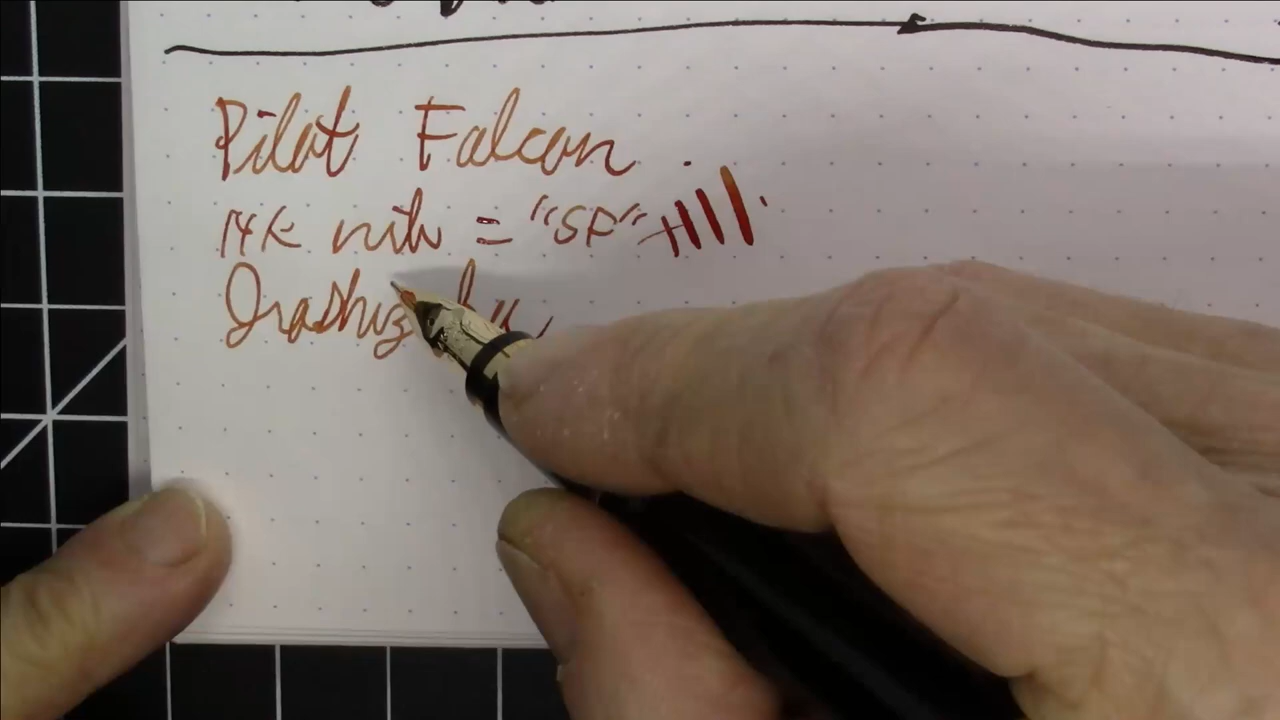 Pilot Falcon
14K nib = "SF"